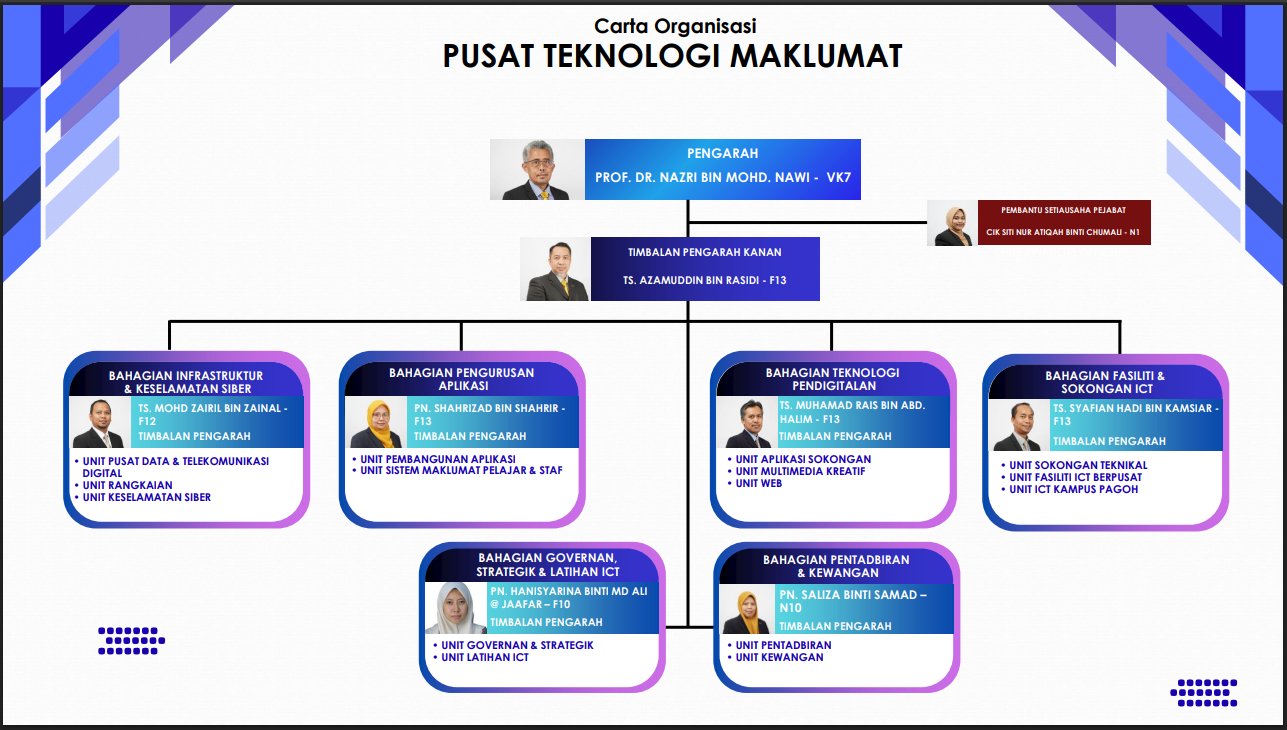 Carta Organisasi
PUSAT TEKNOLOGI MAKLUMAT
PENGARAH
PROF. DR. NAZRI BIN MOHD. NAWI - VK7
PEMBANTU SETIAUSAHA PEJABAT
CIK SITI NUR ATIQAH BINTI CHUMALI - N1
TIMBALAN PENGARAH KANAN
TS. AZAMUDDIN BIN RASIDI - F13
BAHAGIAN INFRASTRUKTUR
& KESELAMATAN SIBER
TS. MOHD ZAIRIL BIN ZAINAL -
F12
TIMBALAN PENGARAH
• UNIT PUSAT DATA & TELEKOMUNIKASI
DIGITAL
• UNIT RANGKAIAN
• UNIT KESELAMATAN SIBER
BAHAGIAN PENGURUSAN
APLIKASI
PN. SHAHRIZAD BIN SHAHRIR -
F13
TIMBALAN PENGARAH
• UNIT PEMBANGUNAN APLIKASI
• UNIT SISTEM MAKLUMAT PELAJAR & STAF
BAHAGIAN TEKNOLOGI
PENDIGITALAN
TS. MUHAMAD RAIS BIN ABD.
HALIM - F13
TIMBALAN PENGARAH
• UNIT APLIKASI SOKONGAN
• UNIT MULTIMEDIA KREATIF
• UNIT WEB
BAHAGIAN FASILITI &
SOKONGAN ICT
TS. SYAFIAN HADI BIN KAMSIAR -
F13
TIMBALAN PENGARAH
• UNIT SOKONGAN TEKNIKAL
• UNIT FASILITI ICT BERPUSAT
• UNIT ICT KAMPUS PAGOH
BAHAGIAN GOVERNAN,
STRATEGIK & LATIHAN ICT
PN. HANISYARINA BINTI MD ALI
@ JAAFAR – F10
TIMBALAN PENGARAH
• UNIT GOVERNAN & STRATEGIK
• UNIT LATIHAN ICT
BAHAGIAN PENTADBIRAN
& KEWANGAN
PN. SALIZA BINTI SAMAD –
N10
TIMBALAN PENGARAH
• UNIT PENTADBIRAN
• UNIT KEWANGAN